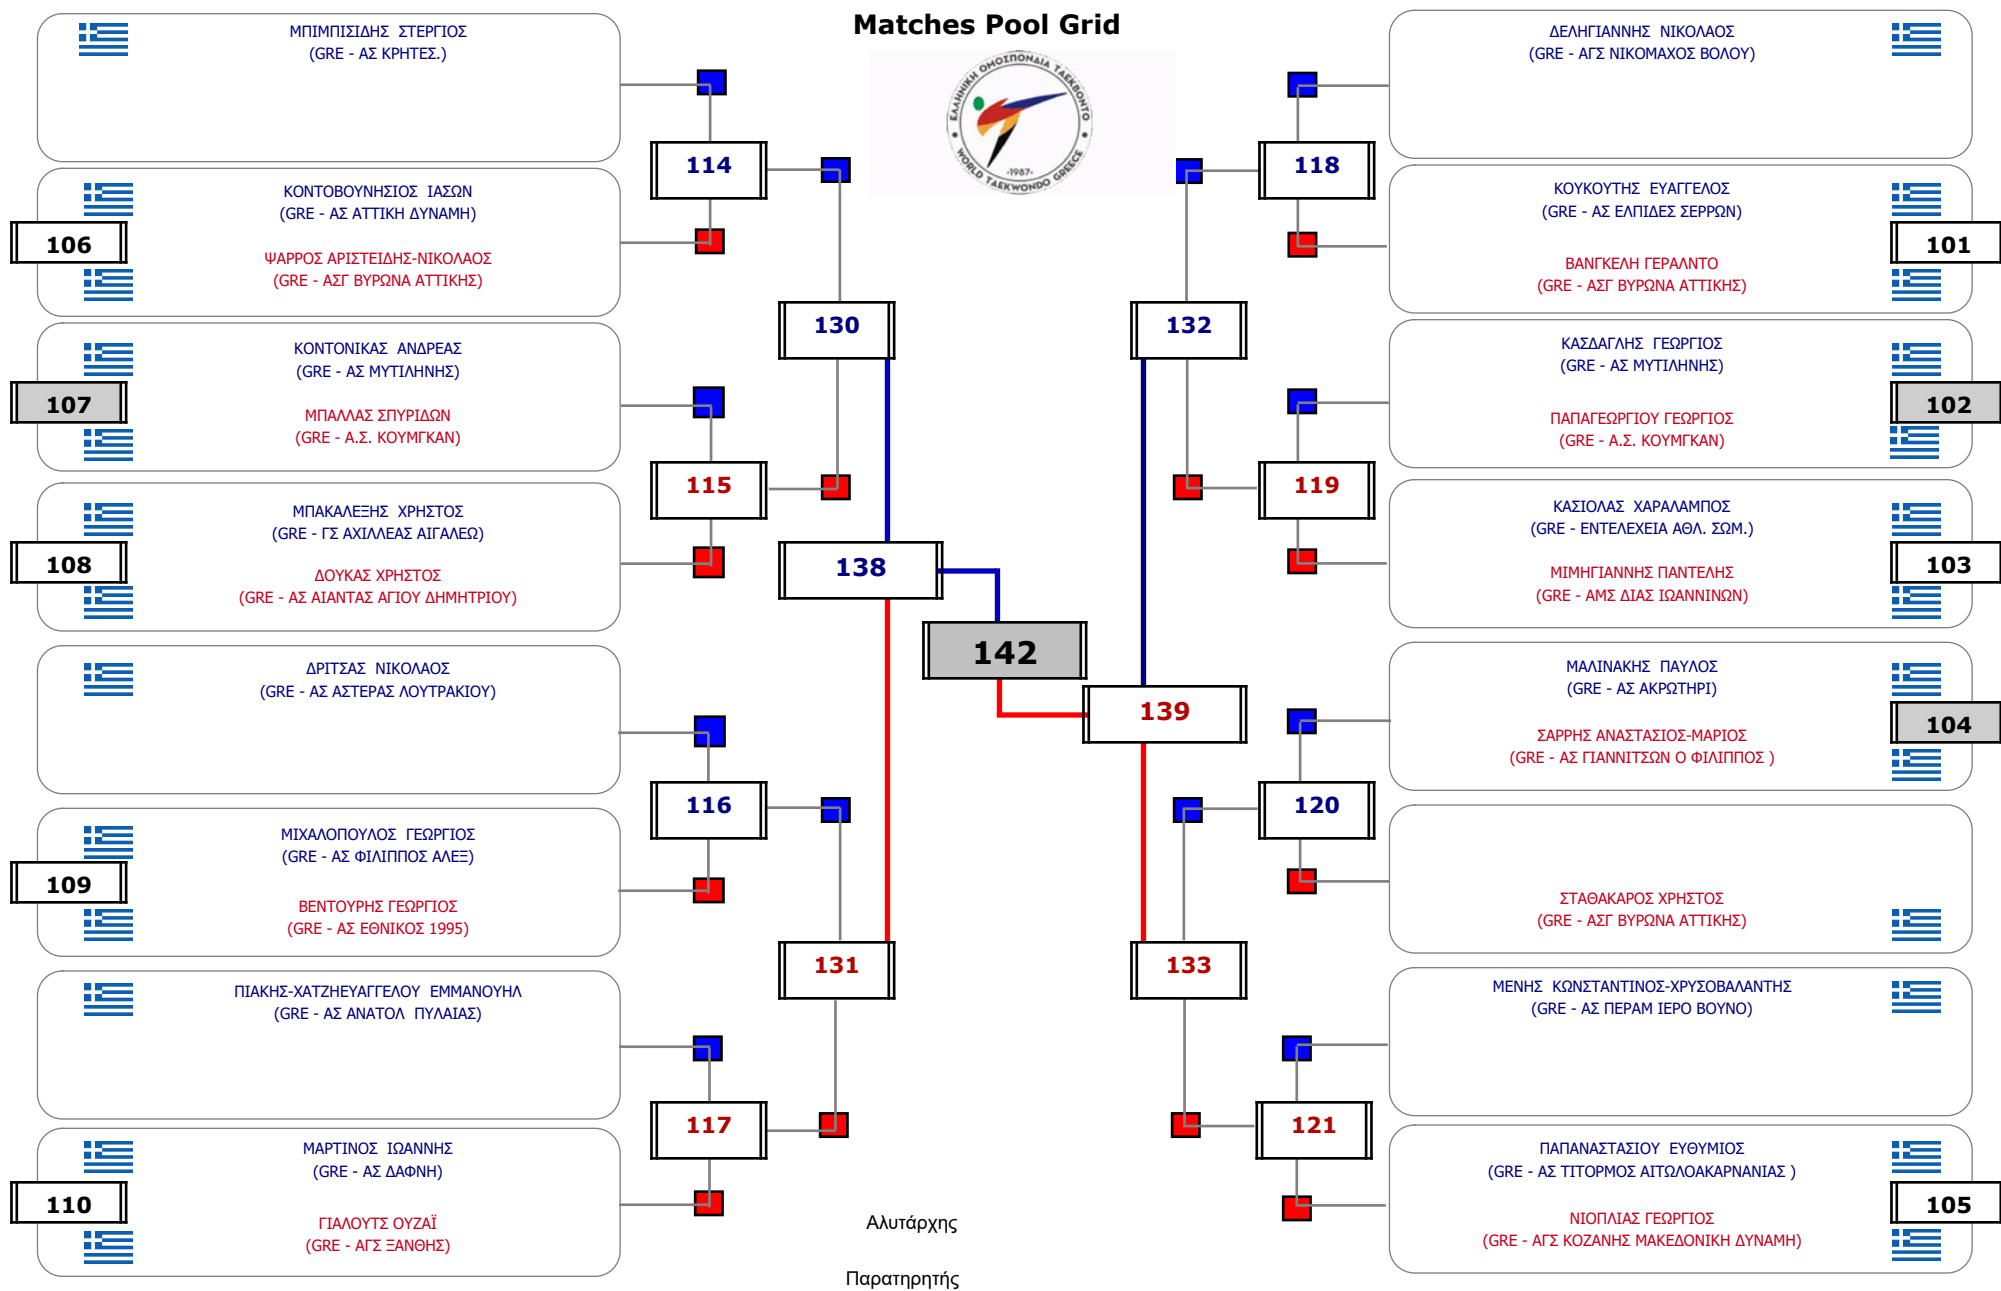 Matches Pool Grid
ΕΛΛΗΝΙΚΗ ΟΜΟΣΠΟΝΔΙΑ ΤΑΕΚΒΟΝΤΟ
-1987-
WORLD TAEKWONDO GREECE
ΜΠΙΜΠΙΣΙΔΗΣ ΣΤΕΡΓΙΟΣ
(GRE - ΑΣ ΚΡΗΤΕΣ.)
114
106
ΚΟΝΤΟΒΟΥΝΗΣΙΟΣ ΙΑΣΩΝ
(GRE - ΑΣ ΑΤΤΙΚΗ ΔΥΝΑΜΗ)
ΨΑΡΡΟΣ ΑΡΙΣΤΕΙΔΗΣ-ΝΙΚΟΛΑΟΣ
(GRE - ΑΣΓ ΒΥΡΩΝΑ ΑΤΤΙΚΗΣ)
130
107
ΚΟΝΤΟΝΙΚΑΣ ΑΝΔΡΕΑΣ
(GRE - ΑΣ ΜΥΤΙΛΗΝΗΣ)
ΜΠΑΛΛΑΣ ΣΠΥΡΙΔΩΝ
(GRE - Α.Σ. ΚΟΥΜΓΚΑΝ)
115
108
ΜΠΑΚΑΛΕΞΗΣ ΧΡΗΣΤΟΣ
(GRE - ΓΣ ΑΧΙΛΛΕΑΣ ΑΙΓΑΛΕΩ)
ΔΟΥΚΑΣ ΧΡΗΣΤΟΣ
(GRE - ΑΣ ΑΙΑΝΤΑΣ ΑΓΙΟΥ ΔΗΜΗΤΡΙΟΥ)
138
142
ΔΡΙΤΣΑΣ ΝΙΚΟΛΑΟΣ
(GRE - ΑΣ ΑΣΤΕΡΑΣ ΛΟΥΤΡΑΚΙΟΥ)
116
109
ΜΙΧΑΛΟΠΟΥΛΟΣ ΓΕΩΡΓΙΟΣ
(GRE - ΑΣ ΦΙΛΙΠΠΟΣ ΑΛΕΞ)
ΒΕΝΤΟΥΡΗΣ ΓΕΩΡΓΙΟΣ
(GRE - ΑΣ ΕΘΝΙΚΟΣ 1995)
131
ΠΙΑΚΗΣ-ΧΑΤΖΗΕΥΑΓΓΕΛΟΥ ΕΜΜΑΝΟΥΗΛ
(GRE - ΑΣ ΑΝΑΤΟΛ ΠΥΛΑΙΑΣ)
117
110
ΜΑΡΤΙΝΟΣ ΙΩΑΝΝΗΣ
(GRE - ΑΣ ΔΑΦΝΗ)
ΓΙΑΛΟΥΤΣ ΟΥΖΑΪ
(GRE - ΑΓΣ ΞΑΝΘΗΣ)
ΔΕΛΗΓΙΑΝΝΗΣ ΝΙΚΟΛΑΟΣ
(GRE - ΑΓΣ ΝΙΚΟΜΑΧΟΣ ΒΟΛΟΥ)
118
ΚΟΥΚΟΥΤΗΣ ΕΥΑΓΓΕΛΟΣ
(GRE - ΑΣ ΕΛΠΙΔΕΣ ΣΕΡΡΩΝ)
101
ΒΑΝΓΚΕΛΗ ΓΕΡΑΛΝΤΟ
(GRE - ΑΣΓ ΒΥΡΩΝΑ ΑΤΤΙΚΗΣ)
132
ΚΑΣΔΑΓΛΗΣ ΓΕΩΡΓΙΟΣ
(GRE - ΑΣ ΜΥΤΙΛΗΝΗΣ)
102
ΠΑΠΑΓΕΩΡΓΙΟΥ ΓΕΩΡΓΙΟΣ
(GRE - Α.Σ. ΚΟΥΜΓΚΑΝ)
119
ΚΑΣΙΟΛΑΣ ΧΑΡΑΛΑΜΠΟΣ
(GRE - ΕΝΤΕΛΕΧΕΙΑ ΑΘΛ. ΣΩΜ.)
103
ΜΙΜΗΓΙΑΝΝΗΣ ΠΑΝΤΕΛΗΣ
(GRE - ΑΜΣ ΔΙΑΣ ΙΩΑΝΝΙΝΩΝ)
139
ΜΑΛΙΝΑΚΗΣ ΠΑΥΛΟΣ
(GRE - ΑΣ ΑΚΡΩΤΗΡΙ)
104
ΣΑΡΡΗΣ ΑΝΑΣΤΑΣΙΟΣ-ΜΑΡΙΟΣ
(GRE - ΑΣ ΓΙΑΝΝΙΤΣΩΝ Ο ΦΙΛΙΠΠΟΣ )
120
ΣΤΑΘΑΚΑΡΟΣ ΧΡΗΣΤΟΣ
(GRE - ΑΣΓ ΒΥΡΩΝΑ ΑΤΤΙΚΗΣ)
133
ΜΕΝΗΣ ΚΩΝΣΤΑΝΤΙΝΟΣ-ΧΡΥΣΟΒΑΛΑΝΤΗΣ
(GRE - ΑΣ ΠΕΡΑΜ ΙΕΡΟ ΒΟΥΝΟ)
121
ΠΑΠΑΝΑΣΤΑΣΙΟΥ ΕΥΘΥΜΙΟΣ
(GRE - ΑΣ ΤΙΤΟΡΜΟΣ ΑΙΤΩΛΟΑΚΑΡΝΑΝΙΑΣ )
105
ΝΙΟΠΛΙΑΣ ΓΕΩΡΓΙΟΣ
(GRE - ΑΓΣ ΚΟΖΑΝΗΣ ΜΑΚΕΔΟΝΙΚΗ ΔΥΝΑΜΗ)
Αλυτάρχης
Παρατηρητής